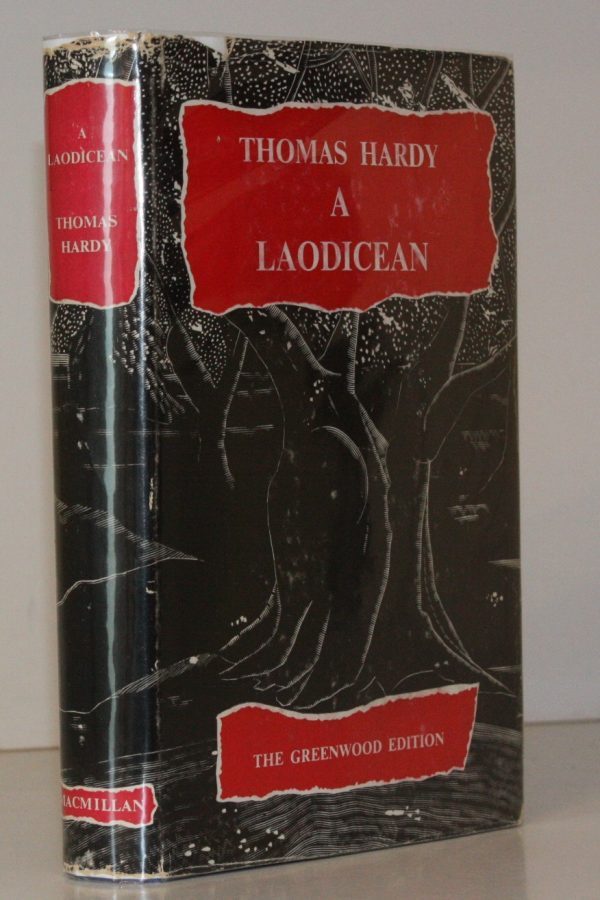 A
LAODICEAN
THOMAS
HARDY
MACMILLAN
THOMAS HARDY
A
LAODICEAN
THE GREENWOOD EDITION